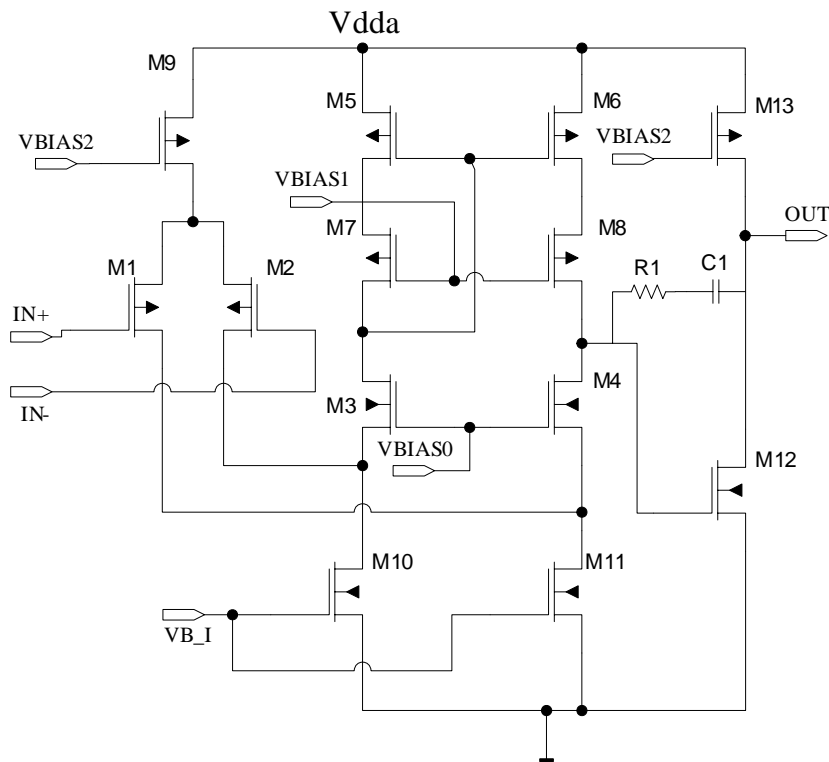 Vdda
M9
M5
M6
M13
VBIAS2
VBIAS2
VBIAS1
OUT
M7
M8
M1
M2
R1
C1
IN+
M3
M4
IN-
VBIAS0
M12
M10
M11
VB_I